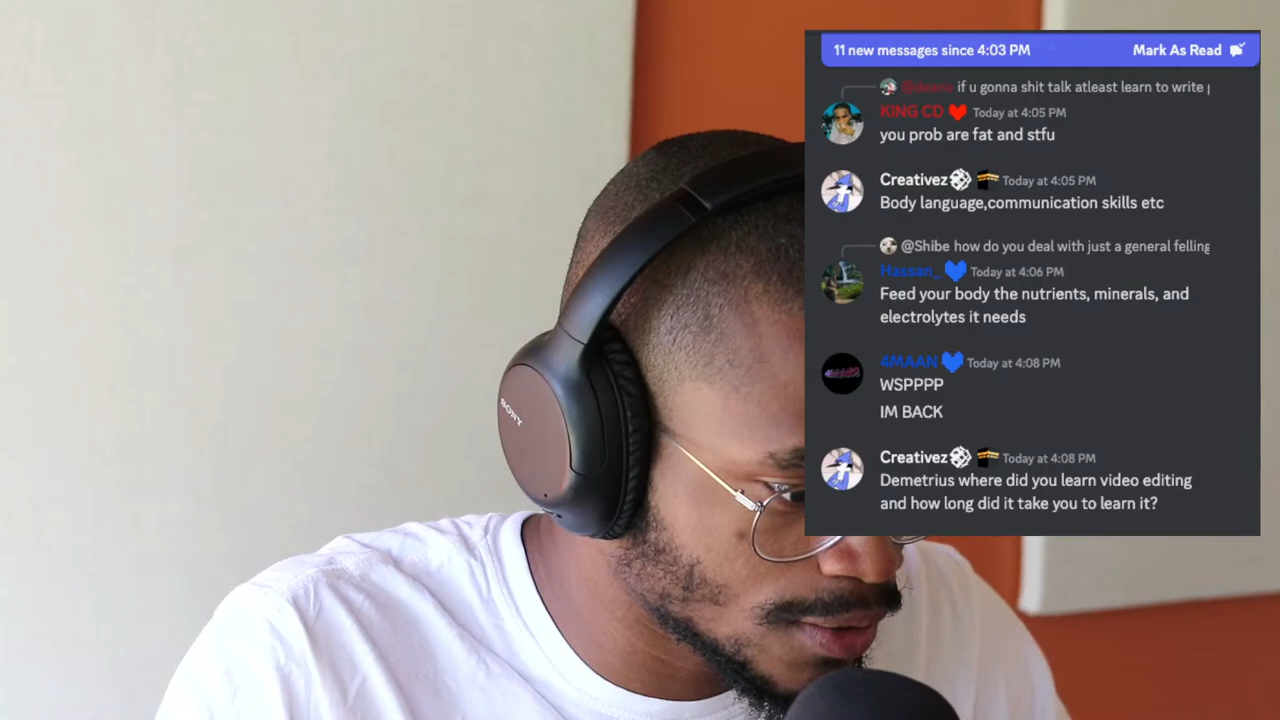 11 new messages since 4:03 PM Mark As Read
if u gonna shit talk atleast learn to write
KING CD Today at 4:05 PM
you prob are fat and stfu
Creativez Today at 4:05 PM
Body language,communication skills etc
@Shibe how do you deal with just a general felling
Hassan_ Today at 4:06 PM
Feed your body the nutrients, minerals, and
electrolytes it needs
4MAAN Today at 4:08 PM
WSPPPP
IM BACK
Creativez Today at 4:08 PM
Demetrius where did you learn video editing
and how long did it take you to learn it?
SONY